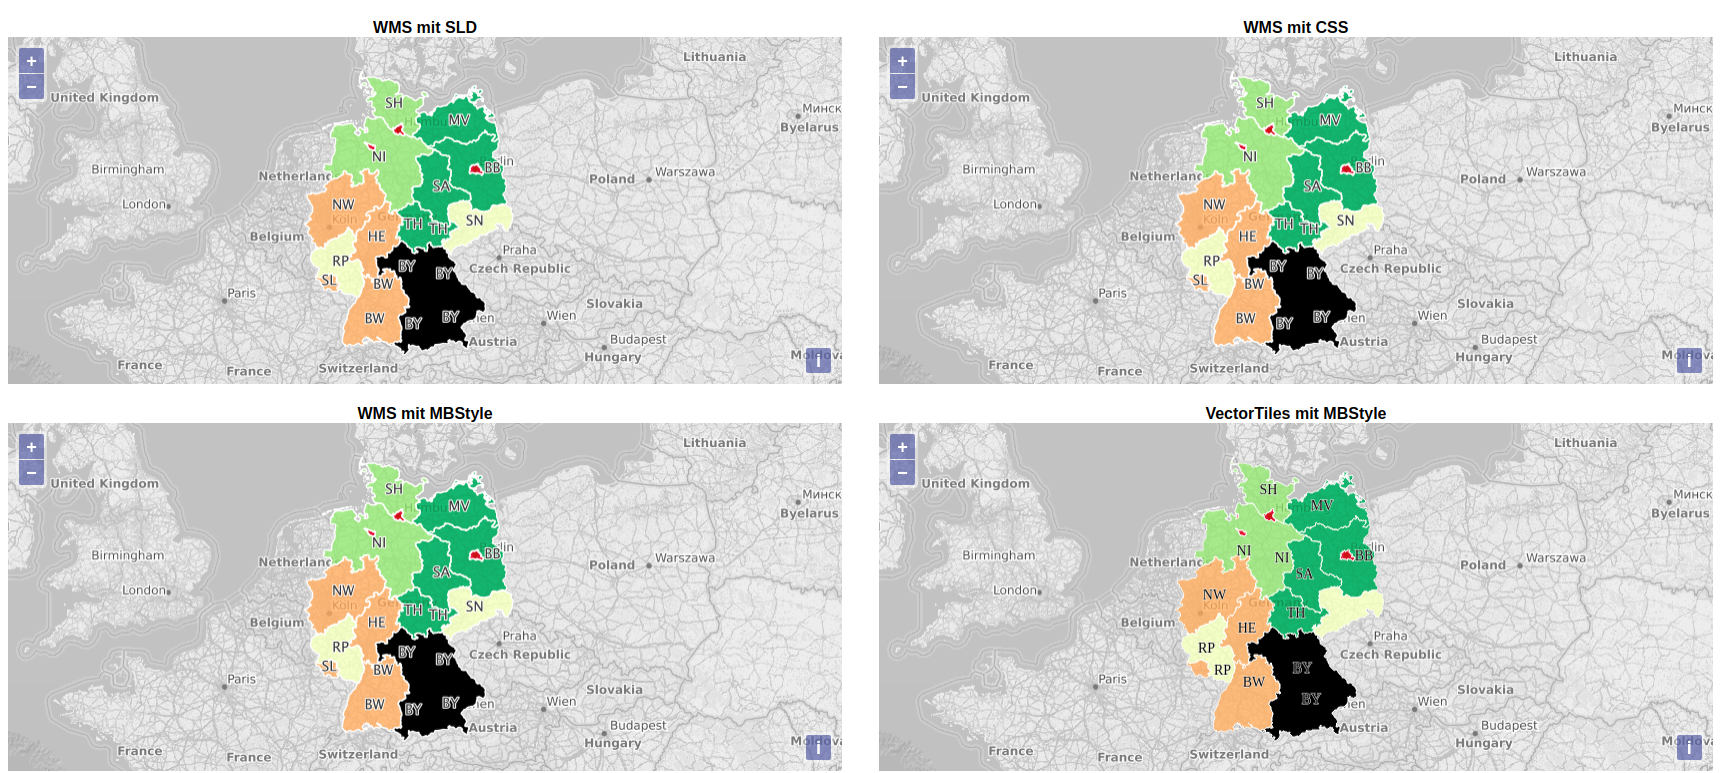 WMS mit SLD
+
−
Lithuania
United Kingdom
Минск
Byelarus
SH
MV
NI
BB
Birmingham
Netherland
Poland
Warszawa
SA
London
NW
Köln
TH
TH
SN
Belgium
HE
Praha
RP
BY
BY
Czech Republic
SL
BW
Paris
Slovakia
BW
BY
BY
Wien
Austria
Budapest
Hungary
France
France
Switzerland
i
WMS mit CSS
+
−
Lithuania
United Kingdom
Минск
Byelarus
SH
MV
NI
BB
Birmingham
Netherland
Poland
Warszawa
SA
London
NW
Köln
TH
TH
SN
Belgium
HE
Praha
RP
BY
BY
Czech Republic
SL
BW
Paris
Slovakia
BW
BY
BY
Wien
Austria
Budapest
Hungary
France
France
Switzerland
i
WMS mit MBStyle
+
−
Lithuania
United Kingdom
Минск
Byelarus
SH
MV
NI
BB
Birmingham
Netherland
Poland
Warszawa
SA
London
NW
Köln
TH
TH
SN
Belgium
HE
Praha
RP
BY
BY
Czech Republic
SL
BW
Paris
Slovakia
BW
BY
BY
Wien
Austria
Budapest
Hungary
France
France
Switzerland
i
VectorTiles mit MBStyle
+
−
Lithuania
United Kingdom
Минск
Byelarus
SH
MV
NI
NI
BB
Birmingham
Netherland
Poland
Warszawa
SA
London
NW
Köln
TH
Belgium
HE
Praha
RP
RP
BY
Czech Republic
BW
Paris
Slovakia
BY
Wien
Austria
Budapest
Hungary
France
France
Switzerland
i